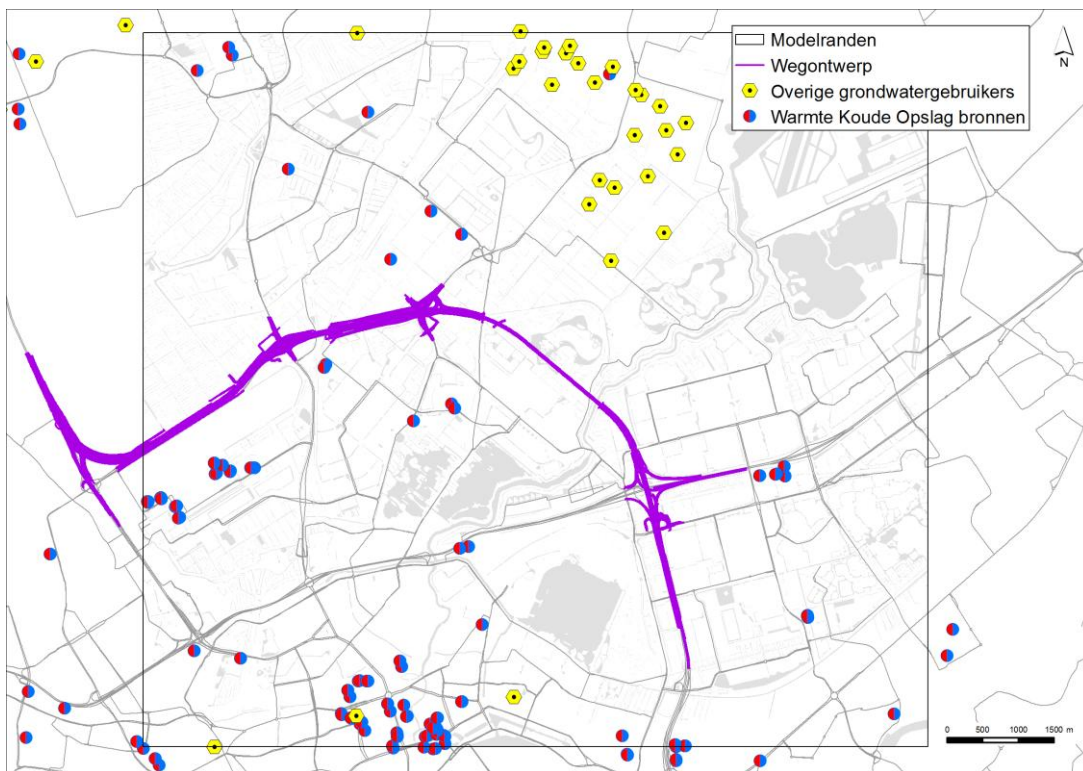 Modelranden
Wegontwerp
Overige grondwatergebruikers
Warmte Koude Opslag bronnen
N
0 500 1000 1500 m